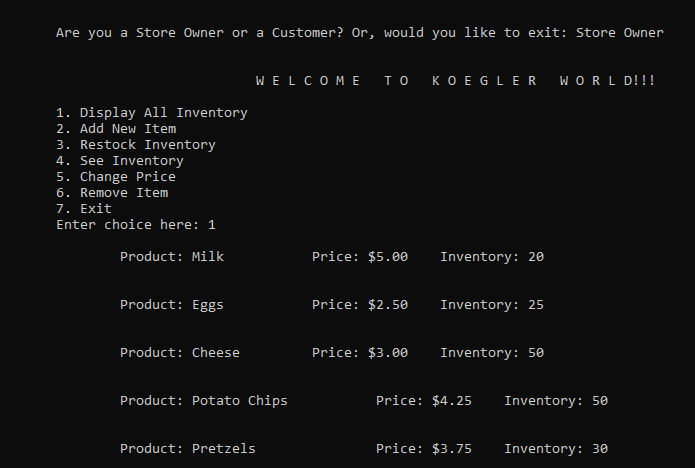 Are you a Store Owner or a Customer? Or, would you like to exit: Store Owner
W E L C O M E   T O   K O E G L E R   W O R L D!!!
1. Display All Inventory
2. Add New Item
3. Restock Inventory
4. See Inventory
5. Change Price
6. Remove Item
7. Exit
Enter choice here: 1
Product: Milk           Price: $5.00    Inventory: 20
Product: Eggs           Price: $2.50    Inventory: 25
Product: Cheese         Price: $3.00    Inventory: 50
Product: Potato Chips           Price: $4.25    Inventory: 50
Product: Pretzels               Price: $3.75    Inventory: 30